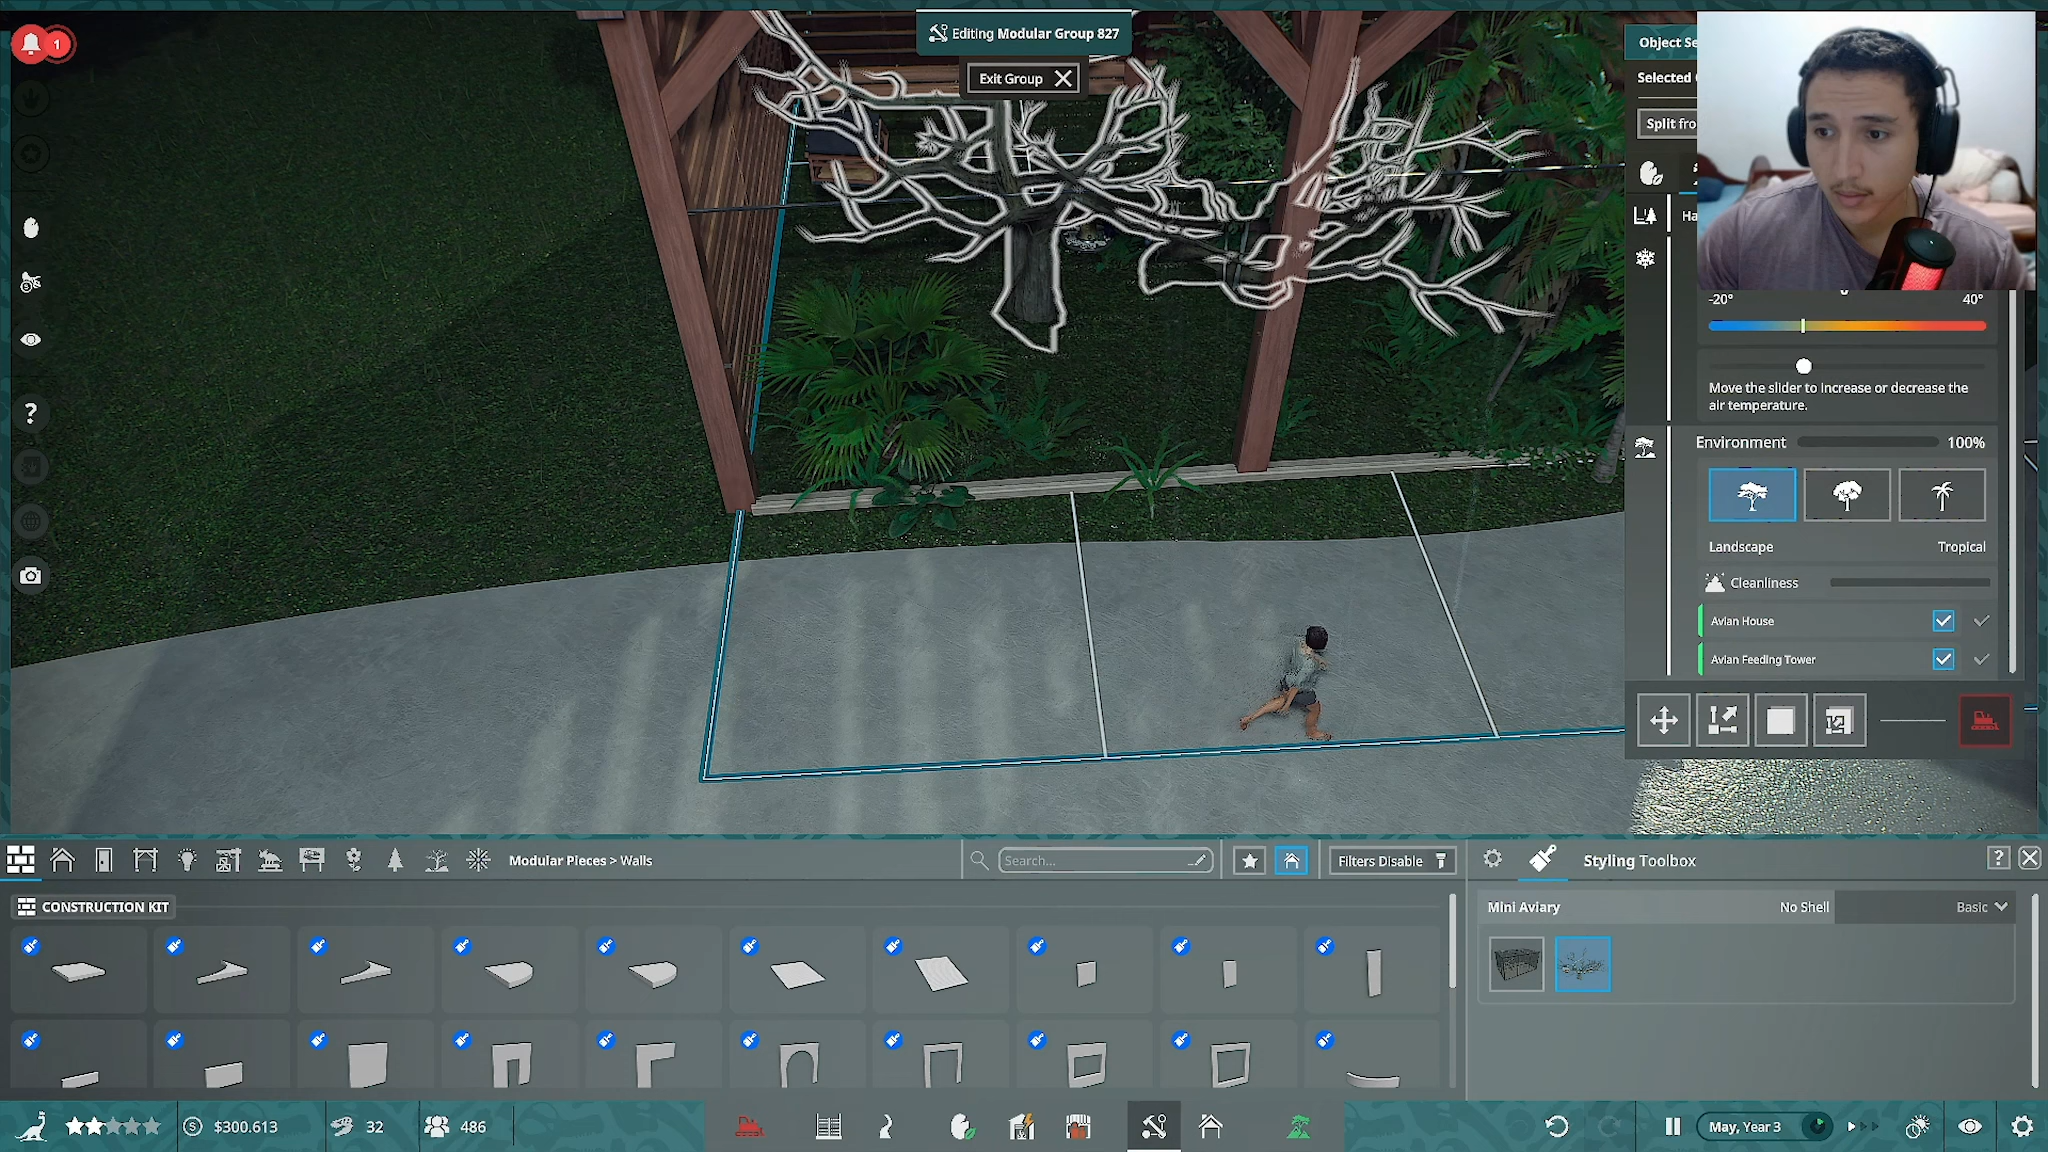 1
Editing Modular Group 827
Exit Group
Object Se
Selected
Split fro
Ha
-20° 40°
Move the slider to increase or decrease the
air temperature.
Environment 100%
Landscape Tropical
Cleanliness
Avian House
Avian Feeding Tower
?
Modular Pieces > Walls
Search...
Filters Disable
Styling Toolbox
?
CONSTRUCTION KIT
Mini Aviary No Shell Basic
$300.613 32 486
May, Year 3